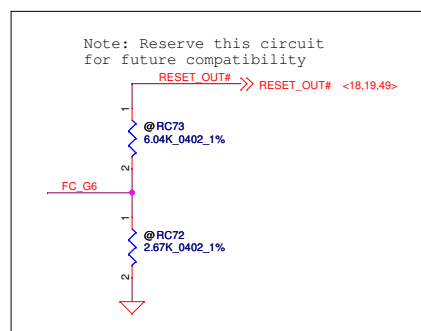 Note: Reserve this circuit
for future compatibility
RESET_OUT#
RESET_OUT# <18,19,49>
1
@RC73
6.04K_0402_1%
2
FC_G6
1
@RC72
2.67K_0402_1%
2